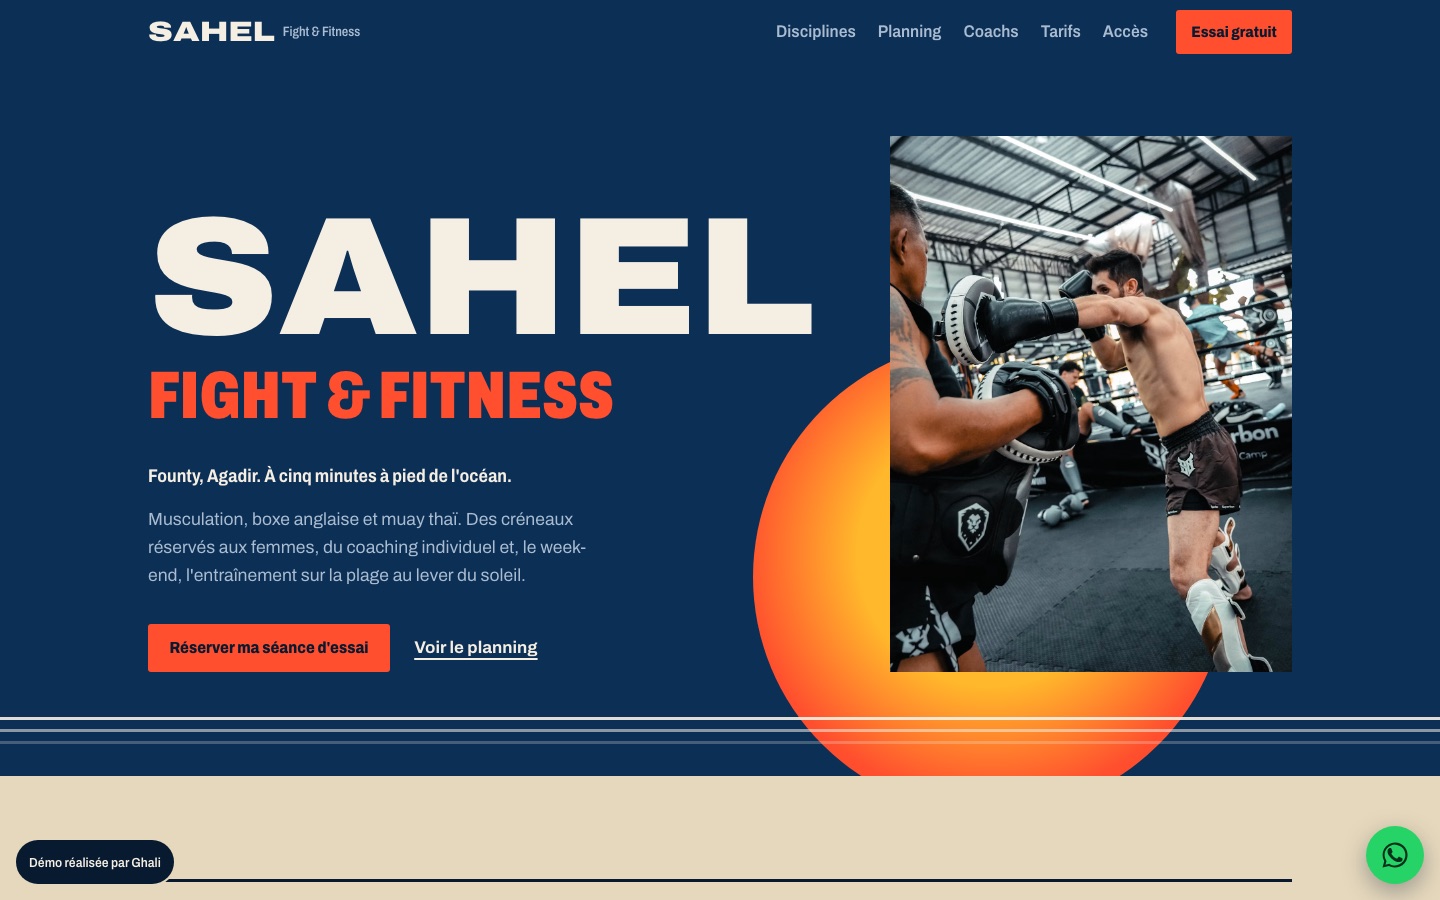 SAHEL Fight & Fitness
Disciplines Planning Coachs Tarifs Accès Essai gratuit
SAHEL
FIGHT & FITNESS
Founty, Agadir. À cinq minutes à pied de l'océan.
Musculation, boxe anglaise et muay thaï. Des créneaux
réservés aux femmes, du coaching individuel et, le week-
end, l'entraînement sur la plage au lever du soleil.
Réserver ma séance d'essai Voir le planning
rbon
Camp
Démo réalisée par Ghali